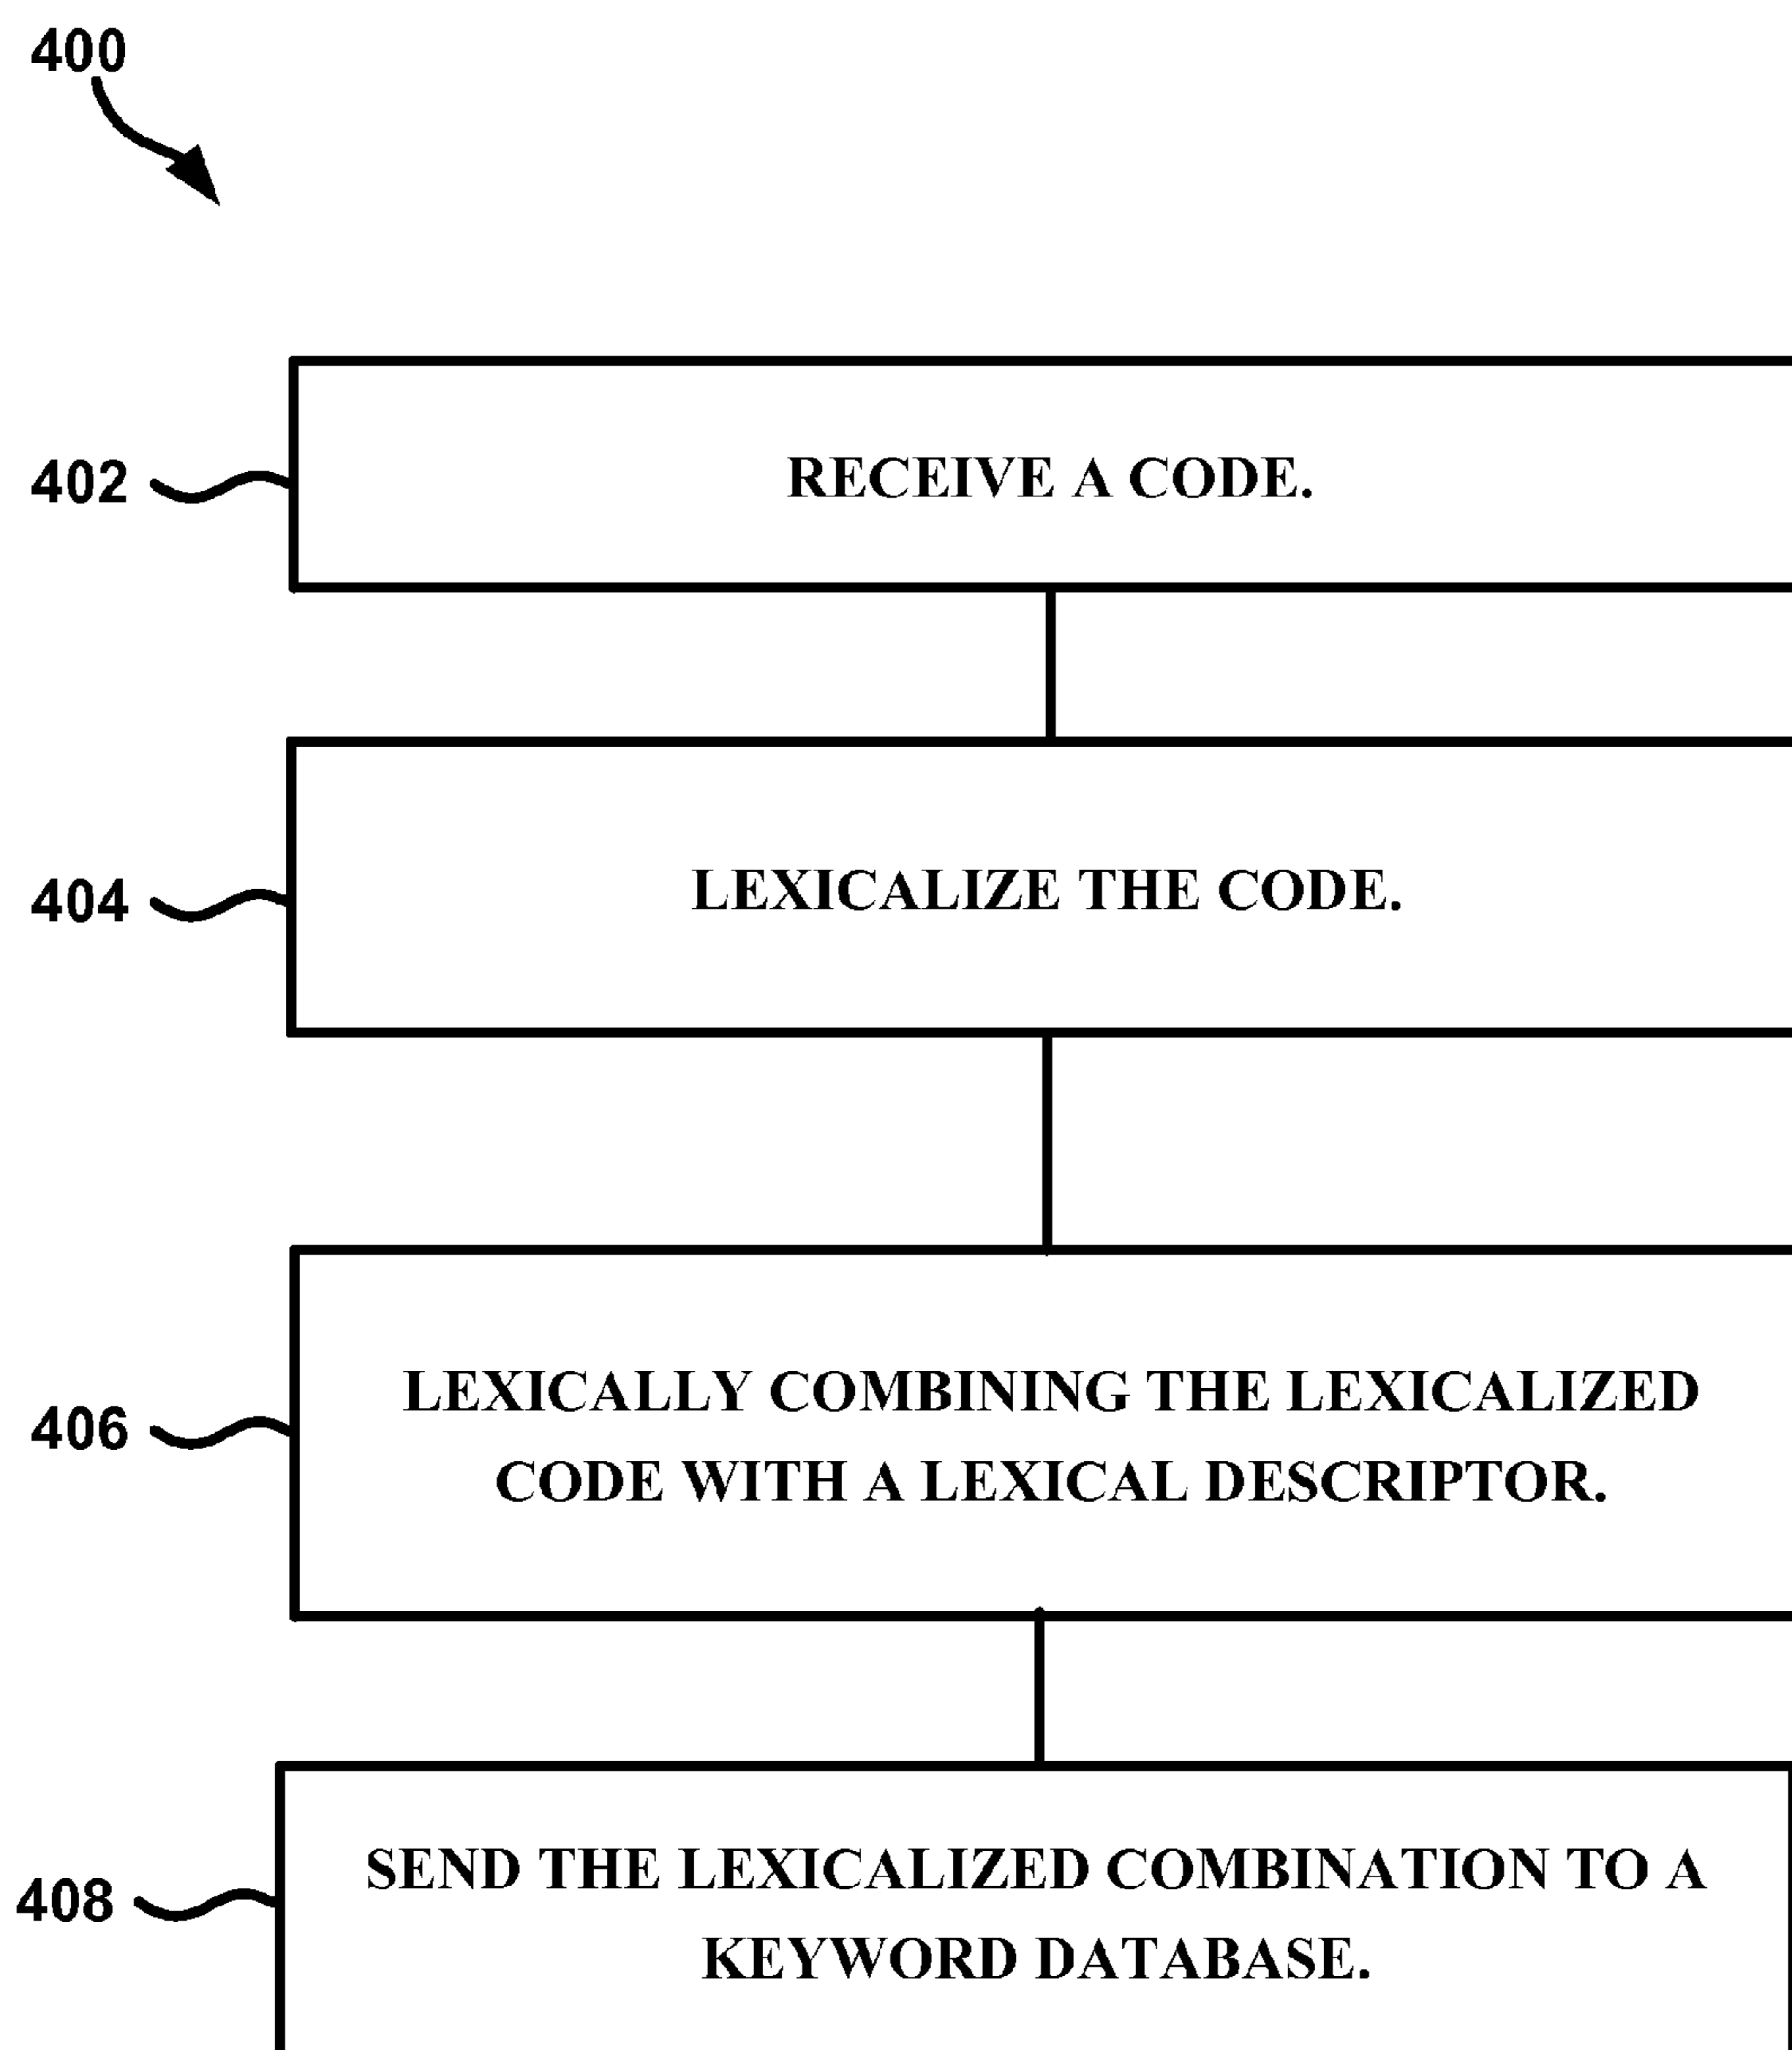 400
402
RECEIVE A CODE.
404
LEXICALIZE THE CODE.
406
LEXICALLY COMBINING THE LEXICALIZED
CODE WITH A LEXICAL DESCRIPTOR.
408
SEND THE LEXICALIZED COMBINATION TO A
KEYWORD DATABASE.